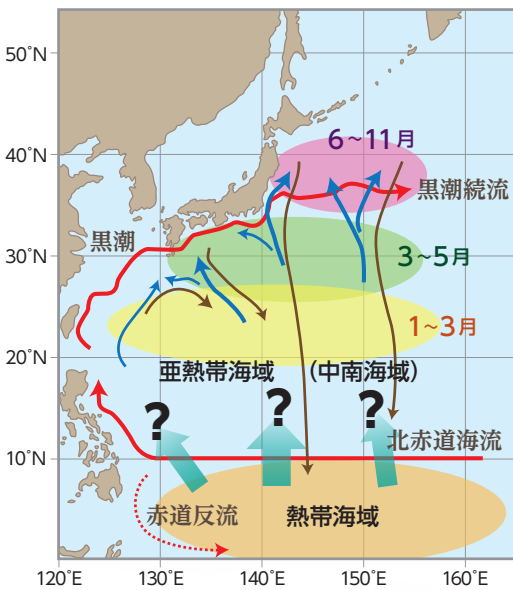 50°N
6～11月
40°N
黒潮続流
黒潮
3～5月
30°N
1～3月
20°N
亜熱帯海域 （中南海域）
? ? ?
北赤道海流
10°N
赤道反流
熱帯海域
120°E 130°E 140°E 150°E 160°E